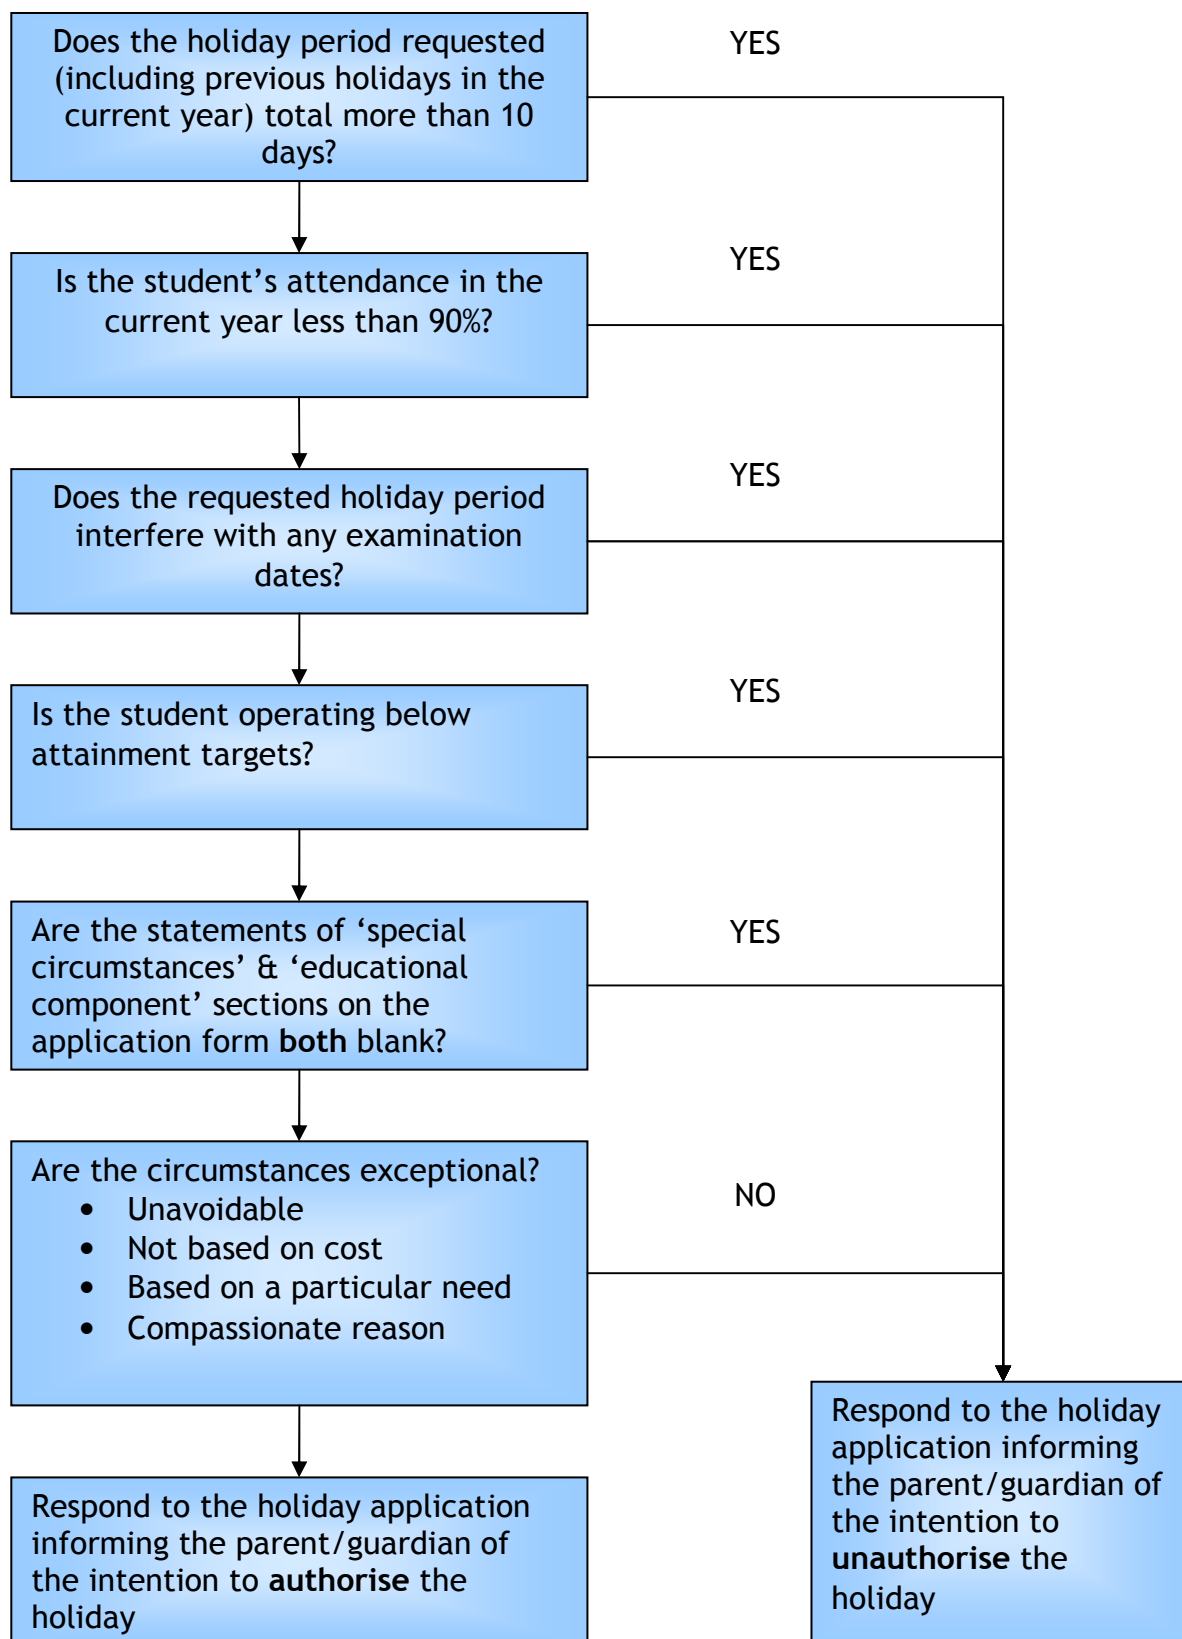 Does the holiday period requested
(including previous holidays in the
current year) total more than 10
days?
YES
Is the student’s attendance in the
current year less than 90%?
YES
Does the requested holiday period
interfere with any examination
dates?
YES
Is the student operating below
attainment targets?
YES
Are the statements of ‘special
circumstances’ & ‘educational
component’ sections on the
application form both blank?
YES
Are the circumstances exceptional?
• Unavoidable
• Not based on cost
• Based on a particular need
• Compassionate reason
NO
Respond to the holiday application
informing the parent/guardian of
the intention to authorise the
holiday
Respond to the holiday
application informing
the parent/guardian of
the intention to
unauthorise the
holiday